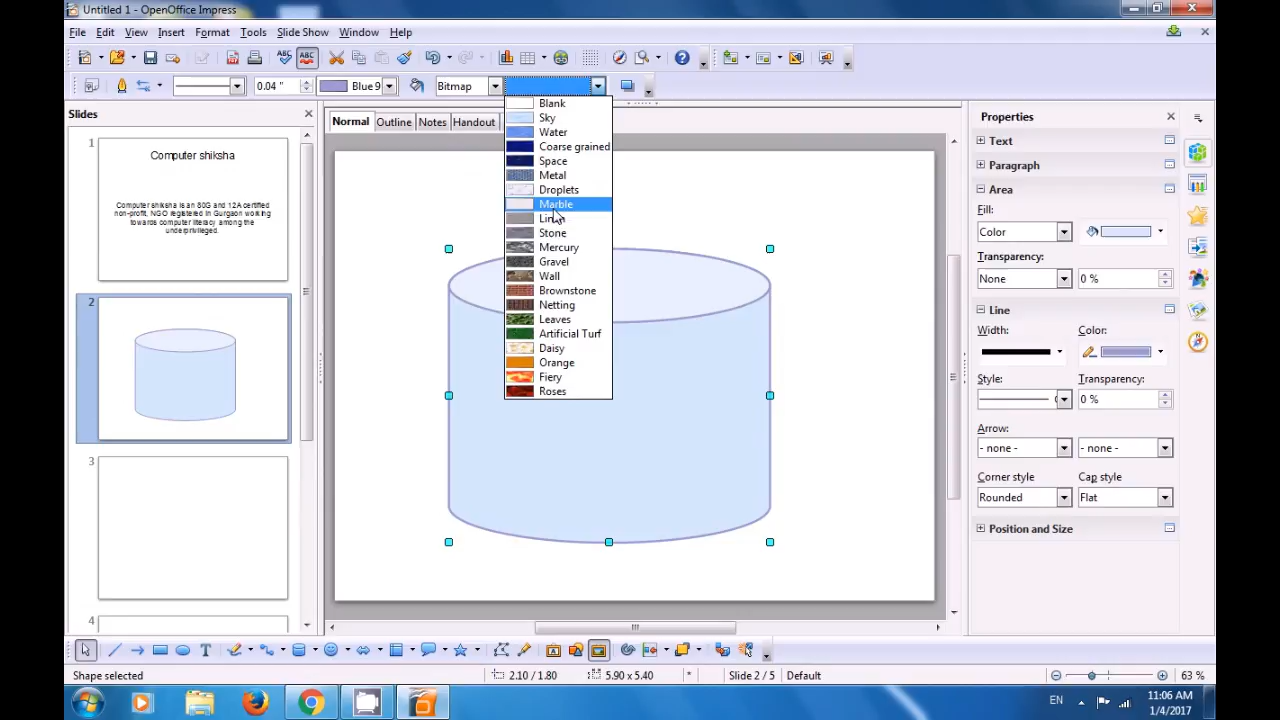 Untitled 1 - OpenOffice Impress
File Edit View Insert Format Tools Slide Show Window Help
0.04 " Blue 9 Bitmap
Slides
Normal Outline Notes Handout
Blank
Sky
Water
Coarse grained
Space
Metal
Droplets
Marble
Stone
Mercury
Gravel
Wall
Brownstone
Netting
Leaves
Artificial Turf
Daisy
Orange
Fiery
Roses
1
Computer shiksha
Computer shiksha is an 80G and 12A certified
non-profit, NGO registered in Gurgaon working
towards computer literacy among the
underprivileged.
2
3
4
Properties
Text
Paragraph
Area
Fill:
Color
Transparency:
None 0 %
Line
Width: Color:
Style: Transparency:
0 %
Arrow:
- none - - none -
Corner style Cap style
Rounded Flat
Position and Size
Shape selected 2.10 / 1.80 5.90 x 5.40 * Slide 2 / 5 Default 63 %
EN 11:06 AM
1/4/2017